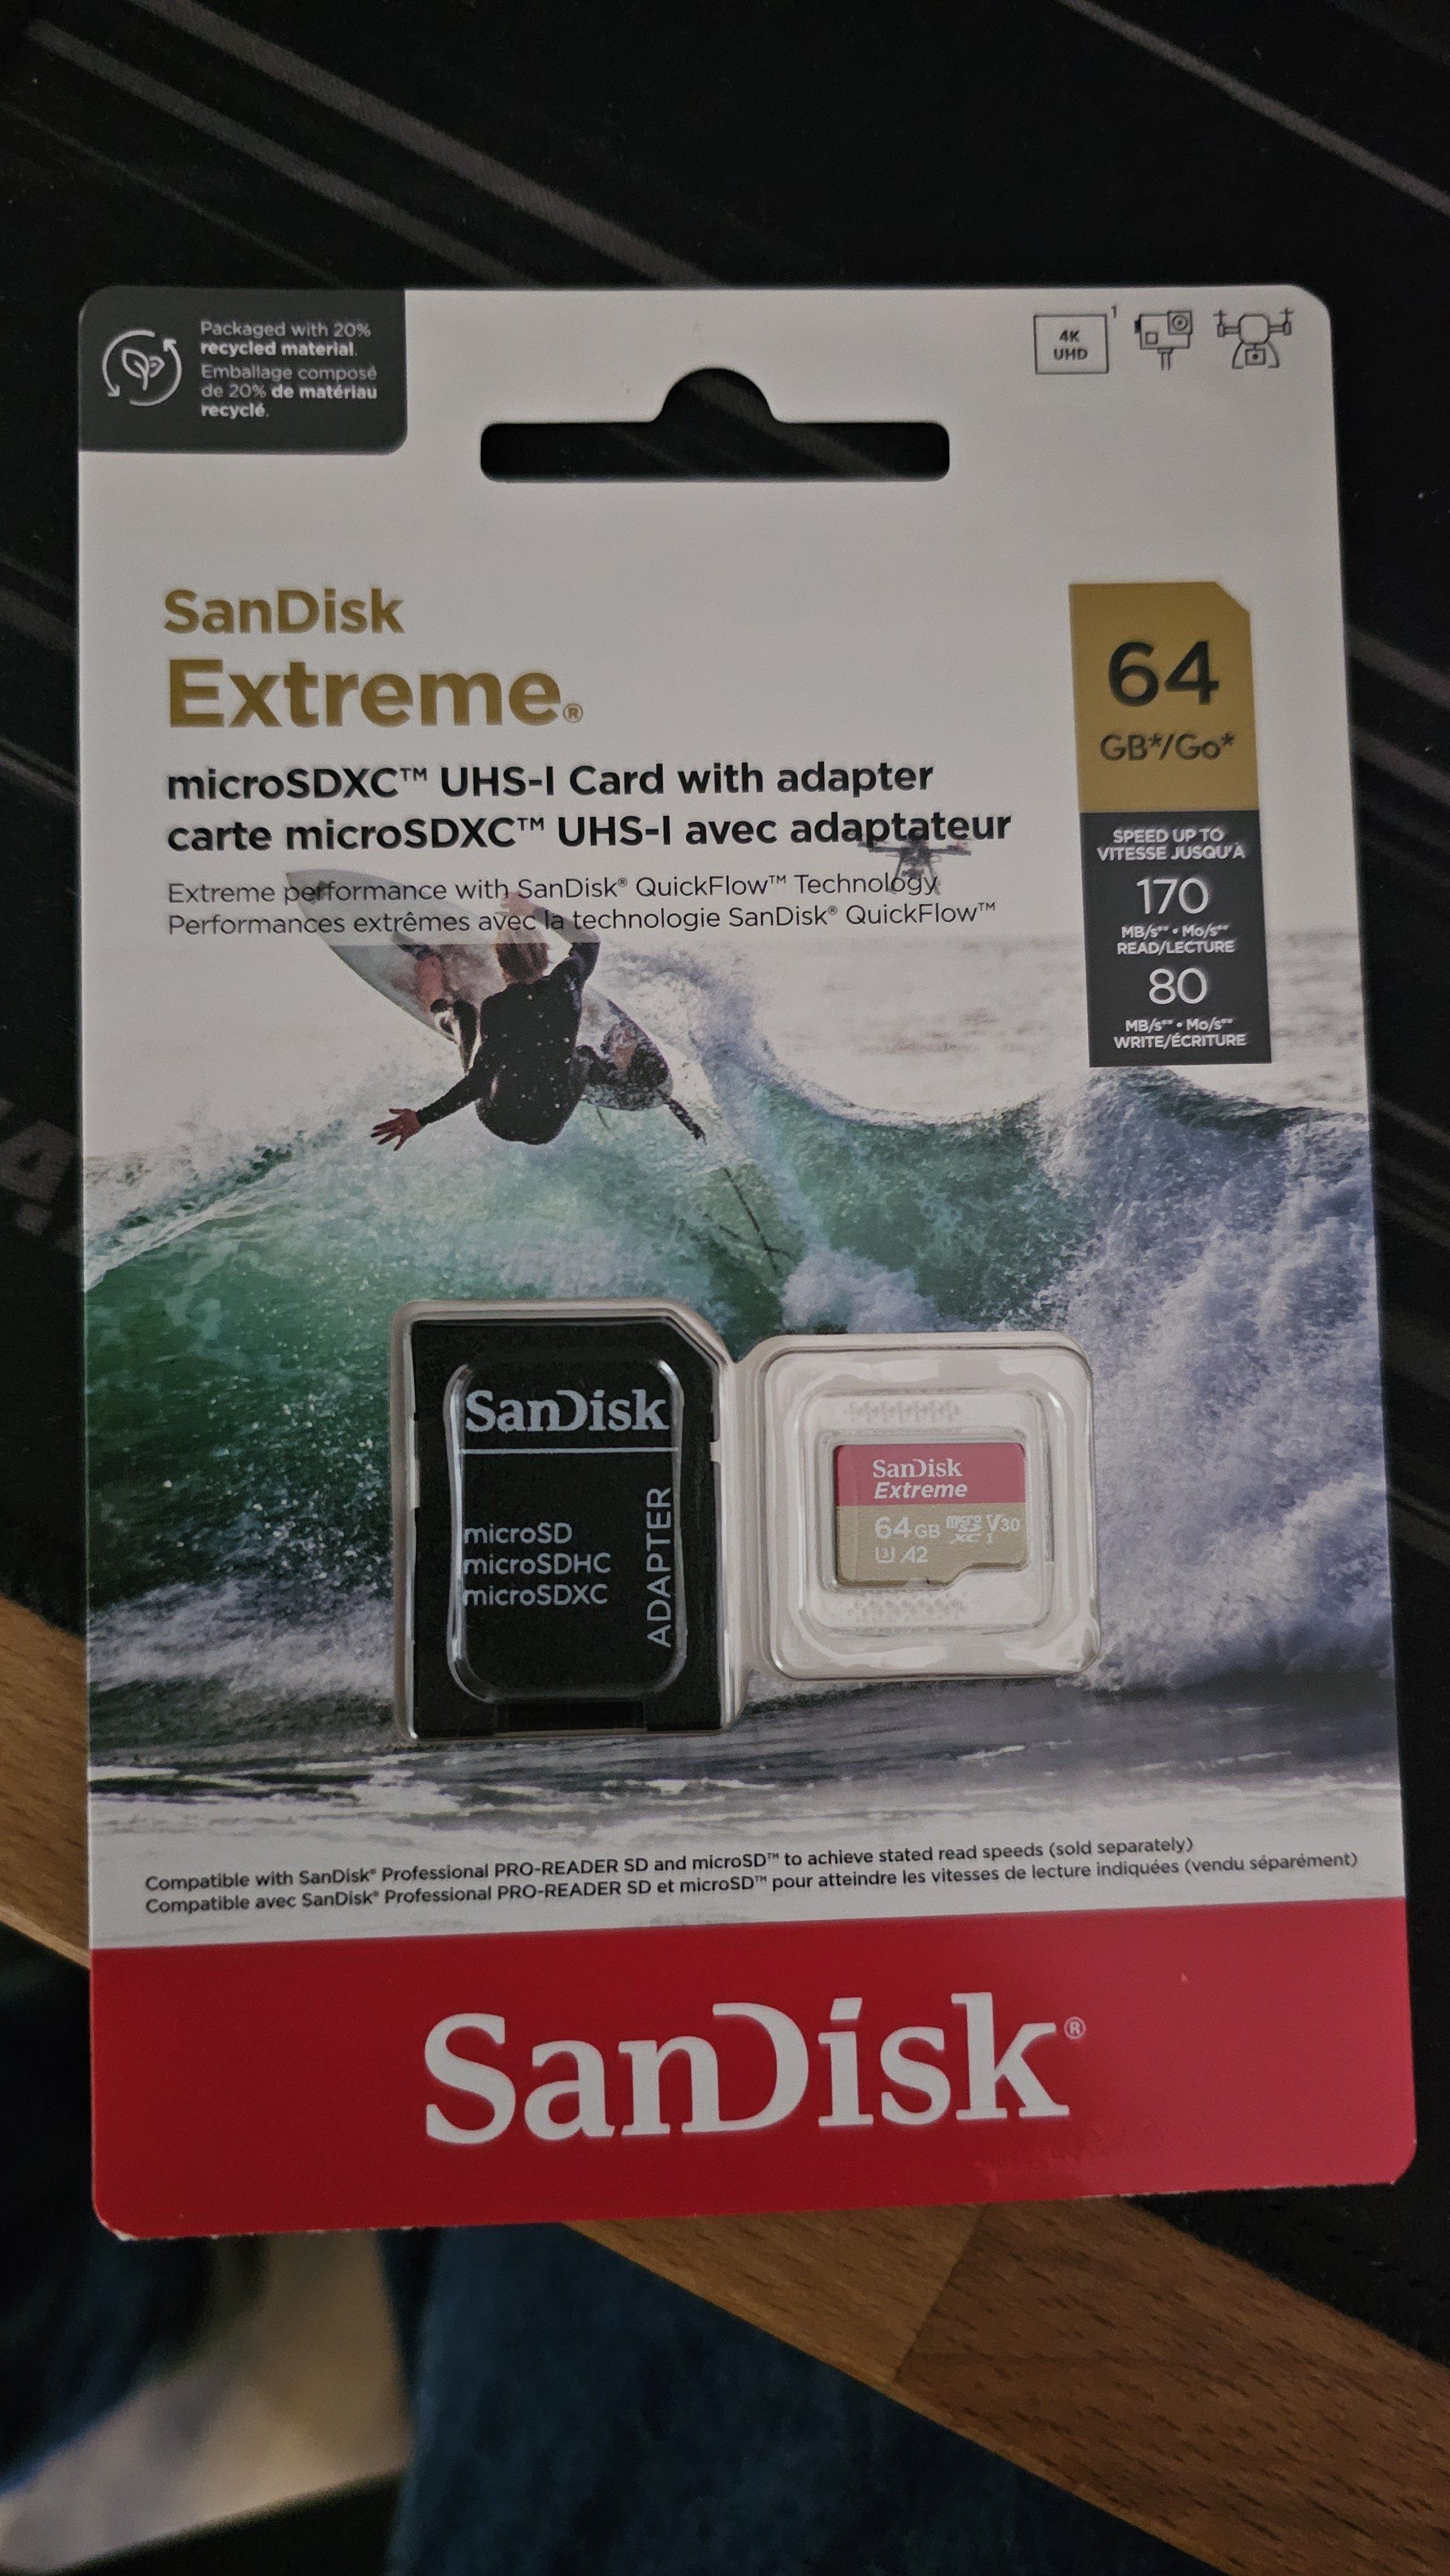 Packaged with 20%
recycled material.
Emballage composé
de 20% de matériau
recyclé.
4K
UHD
1
SanDisk
Extreme®
microSDXC™ UHS-I Card with adapter
carte microSDXC™ UHS-I avec adaptateur
Extreme performance with SanDisk® QuickFlow™ Technology
Performances extrêmes avec la technologie SanDisk® QuickFlow™
64
GB*/Go*
SPEED UP TO
VITESSE JUSQU'À
170
MB/s** • Mo/s**
READ/LECTURE
80
MB/s** • Mo/s**
WRITE/ÉCRITURE
SanDisk
microSD
microSDHC
microSDXC
ADAPTER
SanDisk
Extreme
64GB micro SD XC I V30
3 A2
Compatible with SanDisk® Professional PRO-READER SD and microSD™ to achieve stated read speeds (sold separately)
Compatible avec SanDisk® Professional PRO-READER SD et microSD™ pour atteindre les vitesses de lecture indiquées (vendu séparément)
SanDisk®